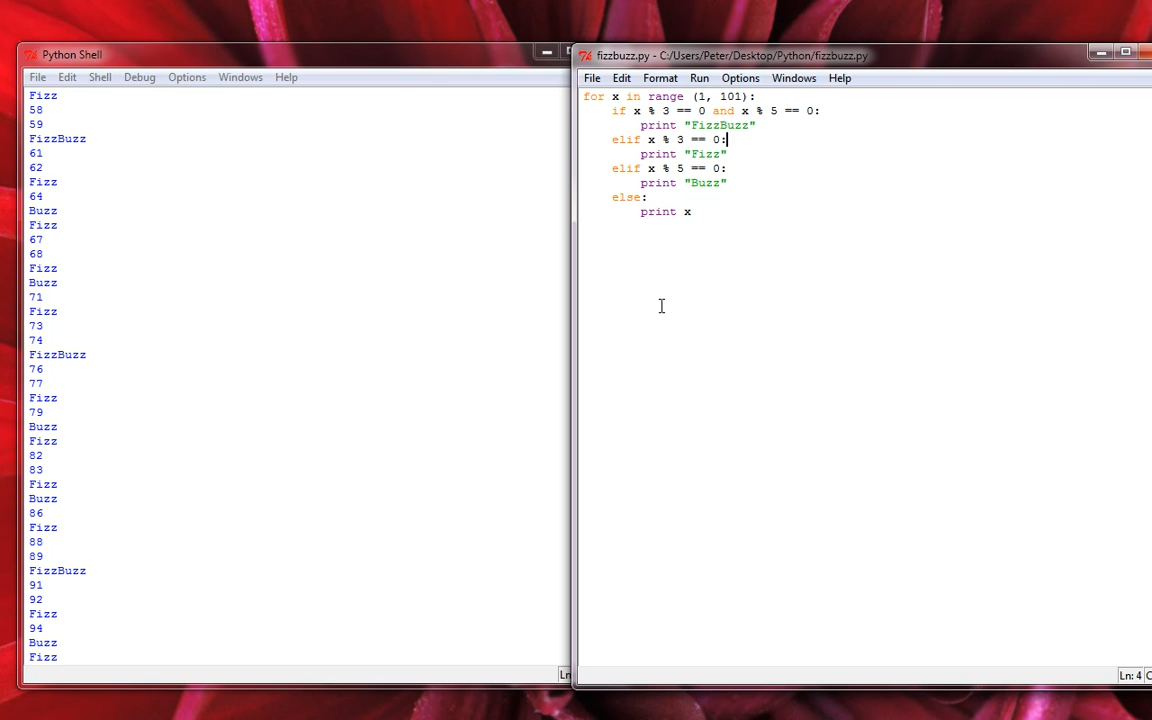 Python Shell
File Edit Shell Debug Options Windows Help
Fizz
58
59
FizzBuzz
61
62
Fizz
64
Buzz
Fizz
67
68
Fizz
Buzz
71
Fizz
73
74
FizzBuzz
76
77
Fizz
79
Buzz
Fizz
82
83
Fizz
Buzz
86
Fizz
88
89
FizzBuzz
91
92
Fizz
94
Buzz
Fizz
Ln
fizzbuzz.py - C:/Users/Peter/Desktop/Python/fizzbuzz.py
File Edit Format Run Options Windows Help
for x in range (1, 101):
    if x % 3 == 0 and x % 5 == 0:
        print "FizzBuzz"
    elif x % 3 == 0:
        print "Fizz"
    elif x % 5 == 0:
        print "Buzz"
    else:
        print x
Ln: 4 C